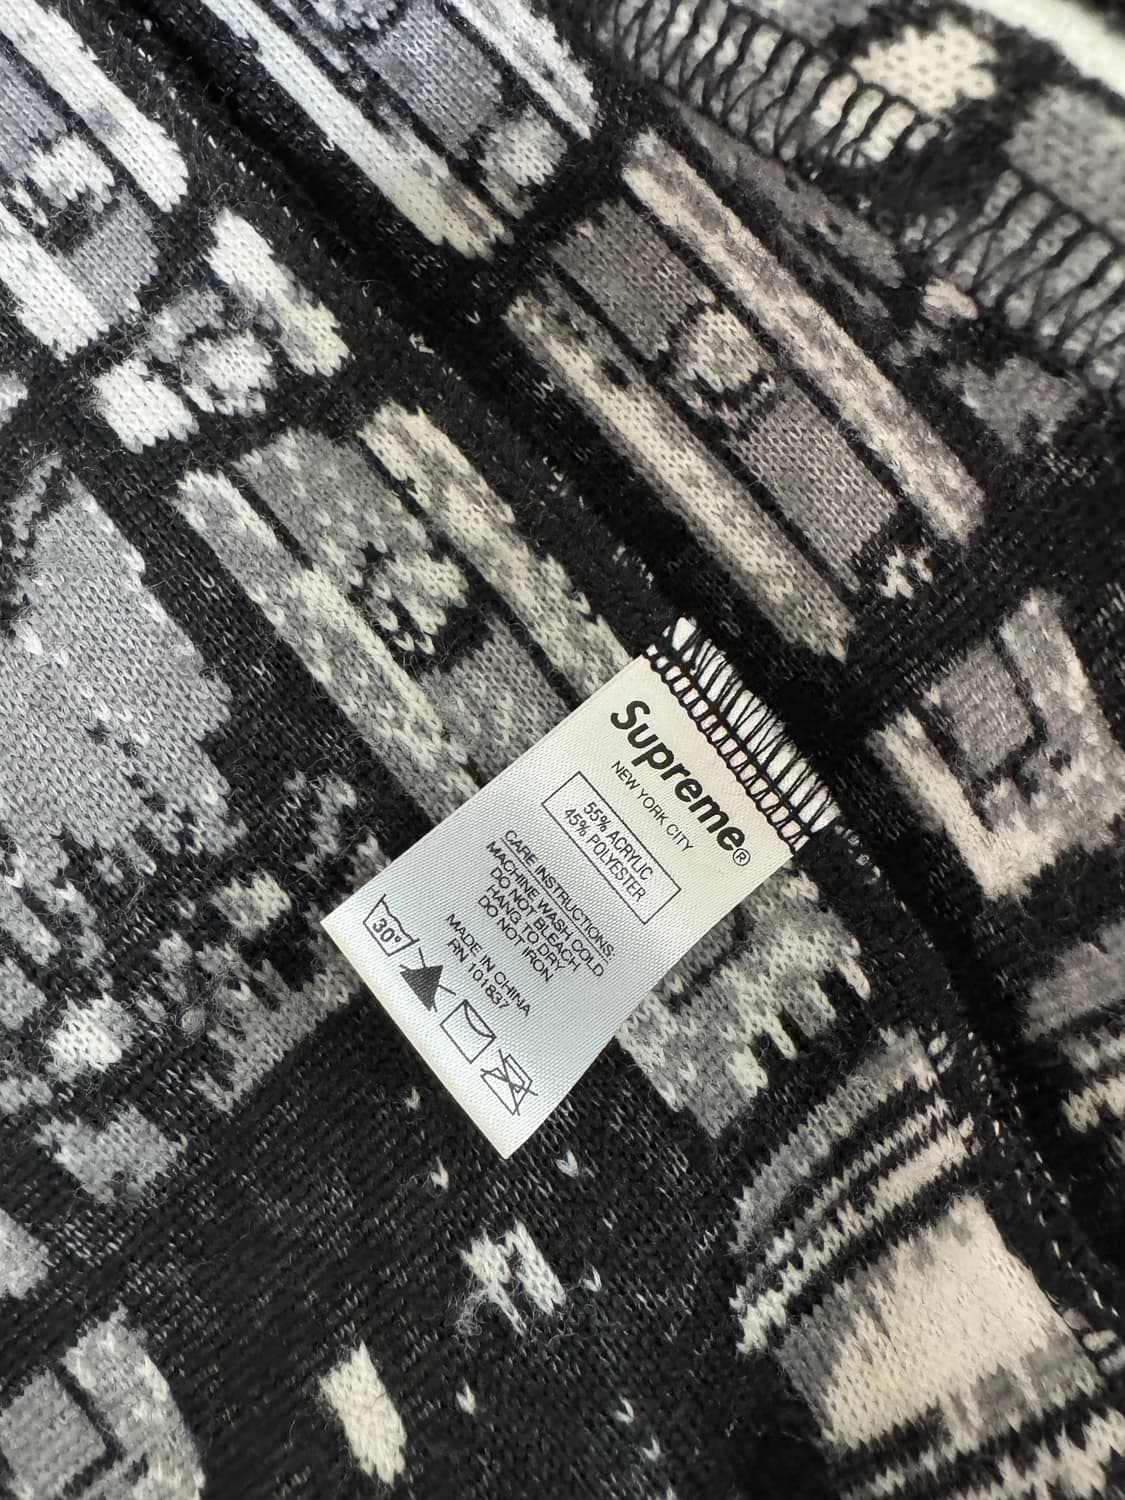 Supreme®
NEW YORK CITY
55% ACRYLIC
45% POLYESTER
CARE INSTRUCTIONS:
MACHINE WASH COLD
DO NOT BLEACH
HANG TO DRY
DO NOT IRON
MADE IN CHINA
RN 101837
30°